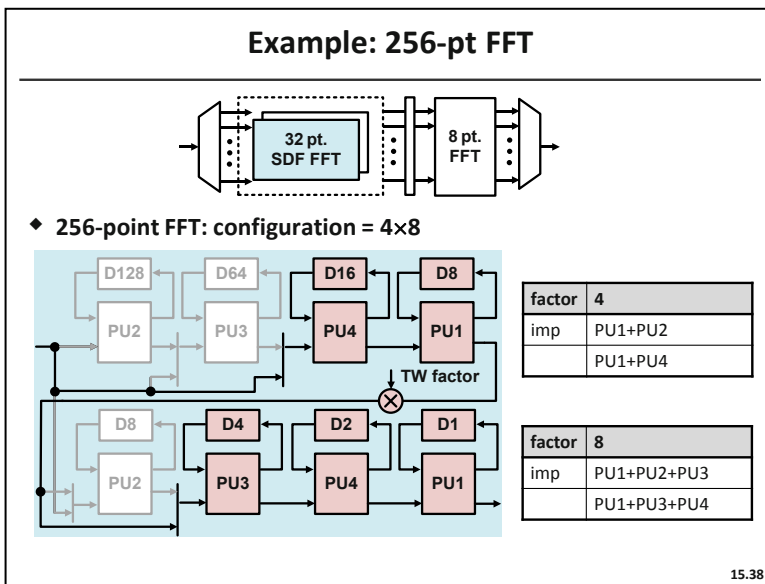 Example: 256-pt FFT
32 pt.
SDF FFT
8 pt.
FFT
◆ 256-point FFT: configuration = 4×8
D128
D64
D16
D8
PU2
PU3
PU4
PU1
TW factor
D8
D4
D2
D1
PU2
PU3
PU4
PU1
factor 4
imp PU1+PU2
PU1+PU4
factor 8
imp PU1+PU2+PU3
PU1+PU3+PU4
15.38